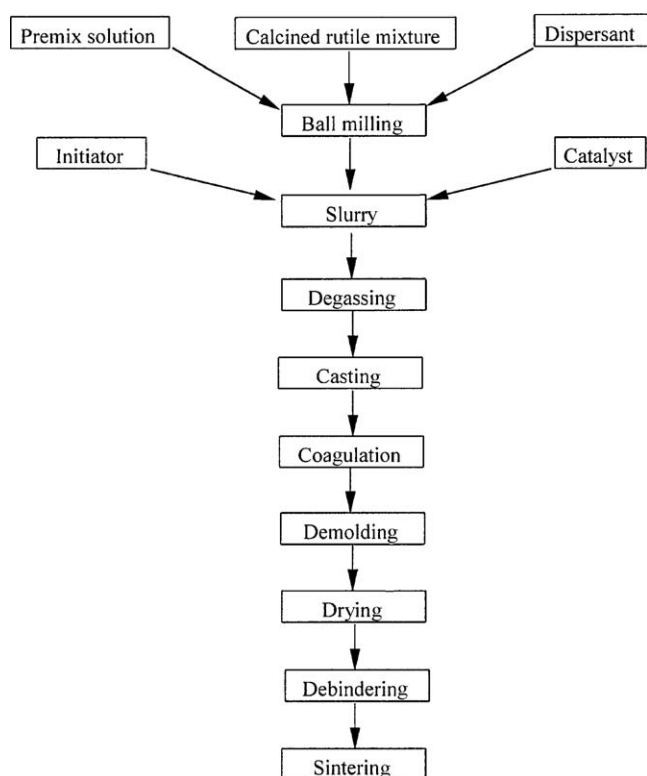 Premix solution
Calcined rutile mixture
Dispersant
Ball milling
Initiator
Catalyst
Slurry
Degassing
Casting
Coagulation
Demolding
Drying
Debindering
Sintering